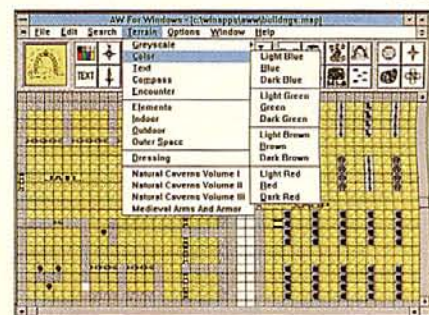 AW For Windows - [c:\winapps\aww\buildngs.map]
File Edit Search Terrain Options Window Help
TEXT
Greyscale
Color
Text
Compass
Encounter
Elements
Indoor
Outdoor
Outer Space
Dressing
Natural Caverns Volume I
Natural Caverns Volume II
Natural Caverns Volume III
Medieval Arms And Armor
Light Blue
Blue
Dark Blue
Light Green
Green
Dark Green
Light Brown
Brown
Dark Brown
Light Red
Red
Dark Red